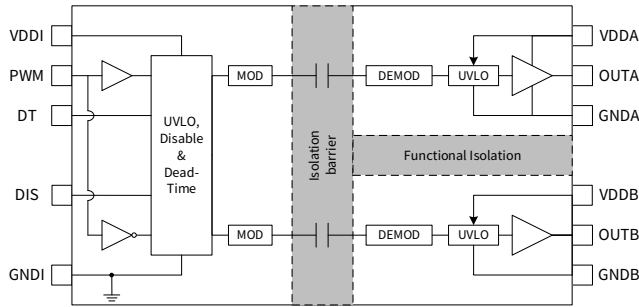 VDDI
PWM
DT
DIS
GNDI
UVLO,
Disable
&
Dead-
Time
MOD
MOD
Isolation
barrier
DEMOD
UVLO
Functional Isolation
DEMOD
UVLO
VDDA
OUTA
GNDA
VDDB
OUTB
GNDB